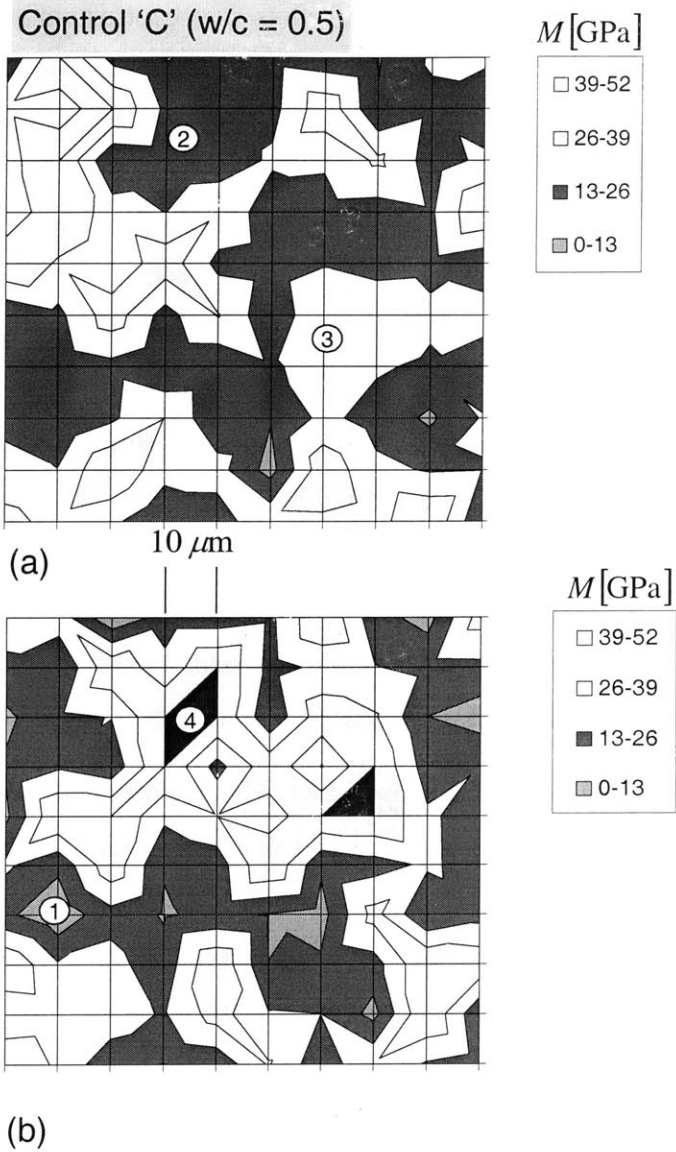 Control 'C' (w/c = 0.5)
M [GPa]
39-52
26-39
13-26
0-13
2
3
(a)
10 μm
M [GPa]
39-52
26-39
13-26
0-13
4
1
(b)